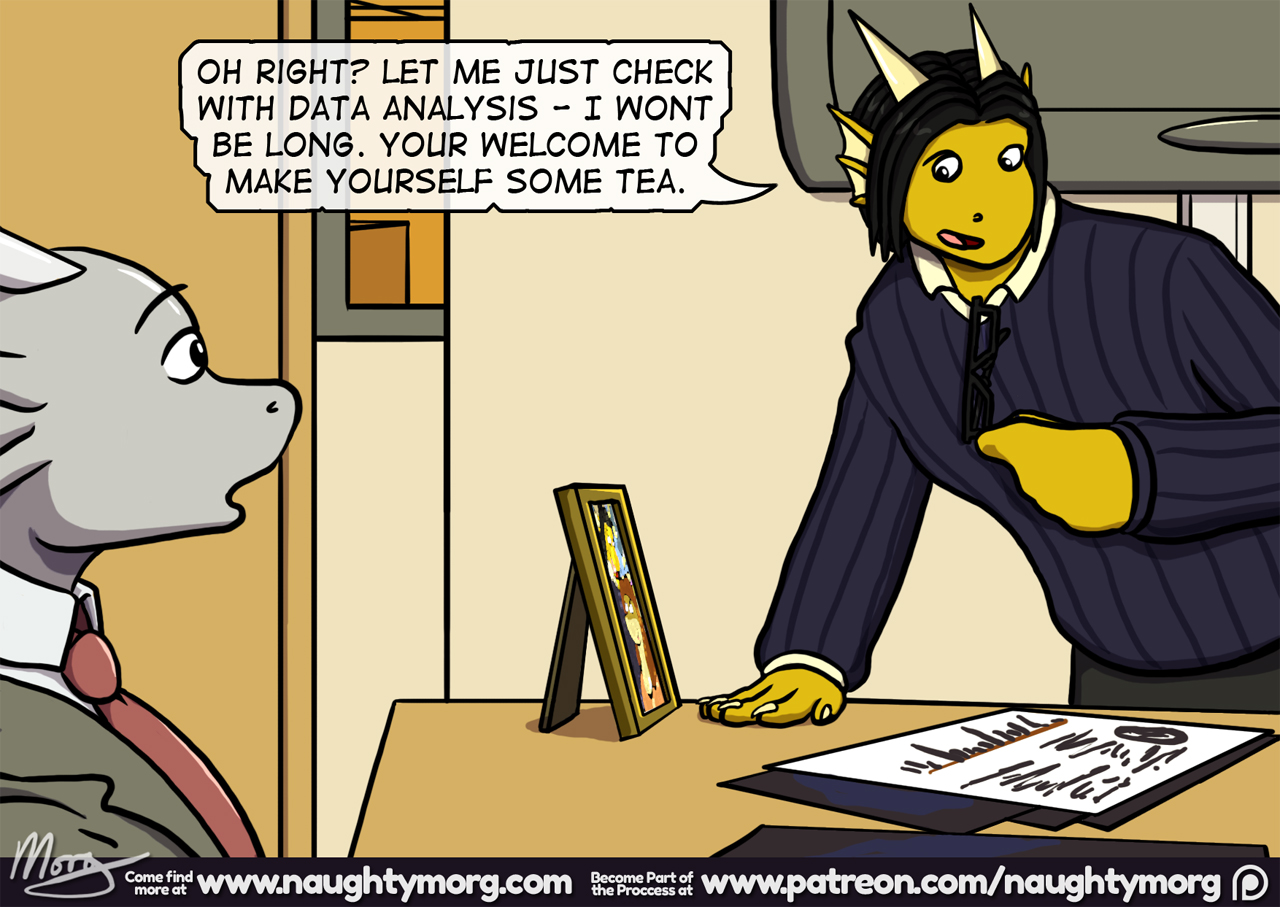 OH RIGHT? LET ME JUST CHECK
WITH DATA ANALYSIS - I WONT
BE LONG. YOUR WELCOME TO
MAKE YOURSELF SOME TEA.
Morg
Come find
more at
www.naughtymorg.com
Become Part of
the Proccess at
www.patreon.com/naughtymorg